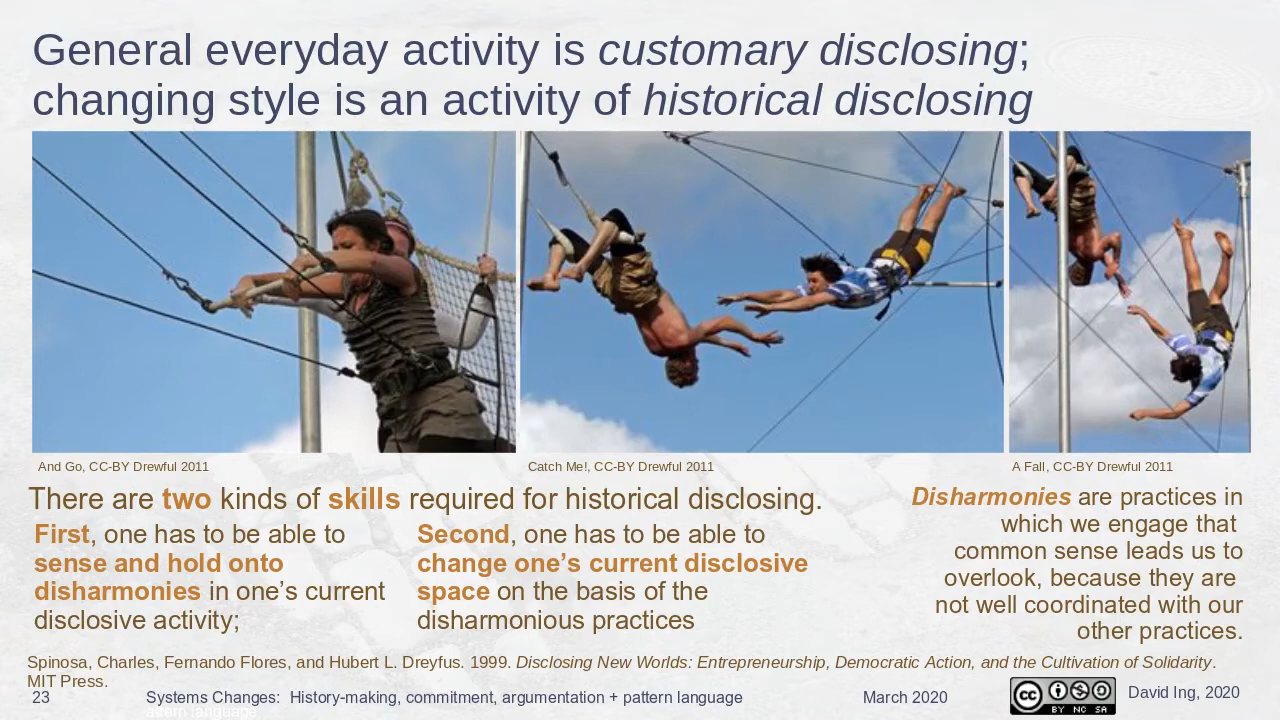 General everyday activity is customary disclosing;
changing style is an activity of historical disclosing
And Go, CC-BY Drewful 2011
Catch Me!, CC-BY Drewful 2011
A Fall, CC-BY Drewful 2011
There are two kinds of skills required for historical disclosing.
First, one has to be able to
sense and hold onto
disharmonies in one’s current
disclosive activity;
Second, one has to be able to
change one’s current disclosive
space on the basis of the
disharmonious practices
Disharmonies are practices in
which we engage that
common sense leads us to
overlook, because they are
not well coordinated with our
other practices.
Spinosa, Charles, Fernando Flores, and Hubert L. Dreyfus. 1999. Disclosing New Worlds: Entrepreneurship, Democratic Action, and the Cultivation of Solidarity.
MIT Press.
23
Systems Changes: History-making, commitment, argumentation + pattern language
March 2020
cc
BY NC SA
David Ing, 2020